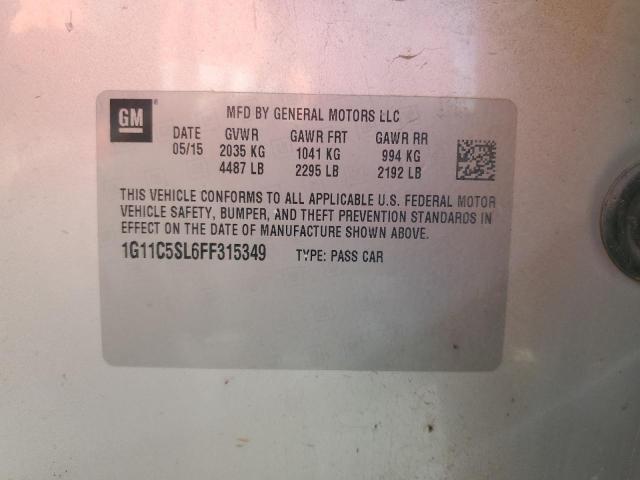 GM MFD BY GENERAL MOTORS LLC
DATE GVWR GAWR FRT GAWR RR
05/15 2035 KG 1041 KG 994 KG
4487 LB 2295 LB 2192 LB
THIS VEHICLE CONFORMS TO ALL APPLICABLE U.S. FEDERAL MOTOR
VEHICLE SAFETY, BUMPER, AND THEFT PREVENTION STANDARDS IN
EFFECT ON THE DATE OF MANUFACTURE SHOWN ABOVE.
1G11C5SL6FF315349 TYPE: PASS CAR